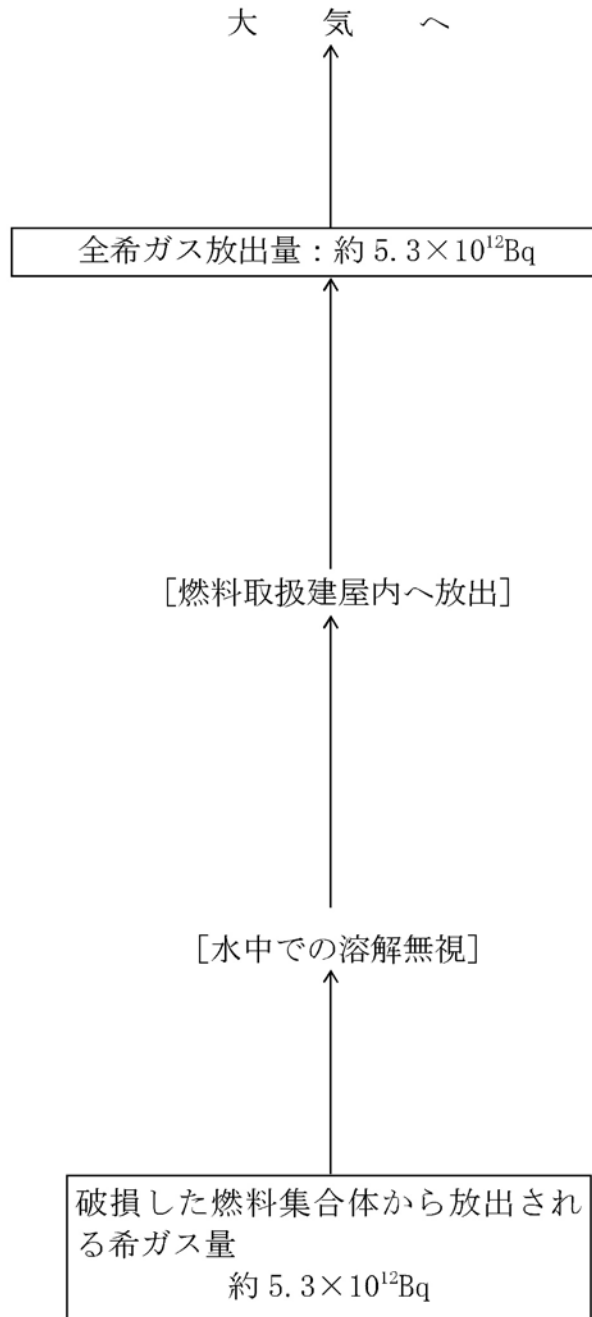 大気へ
全希ガス放出量：約 5.3×10¹²Bq
[燃料取扱建屋内へ放出]
[水中での溶解無視]
破損した燃料集合体から放出され
る希ガス量
約 5.3×10¹²Bq